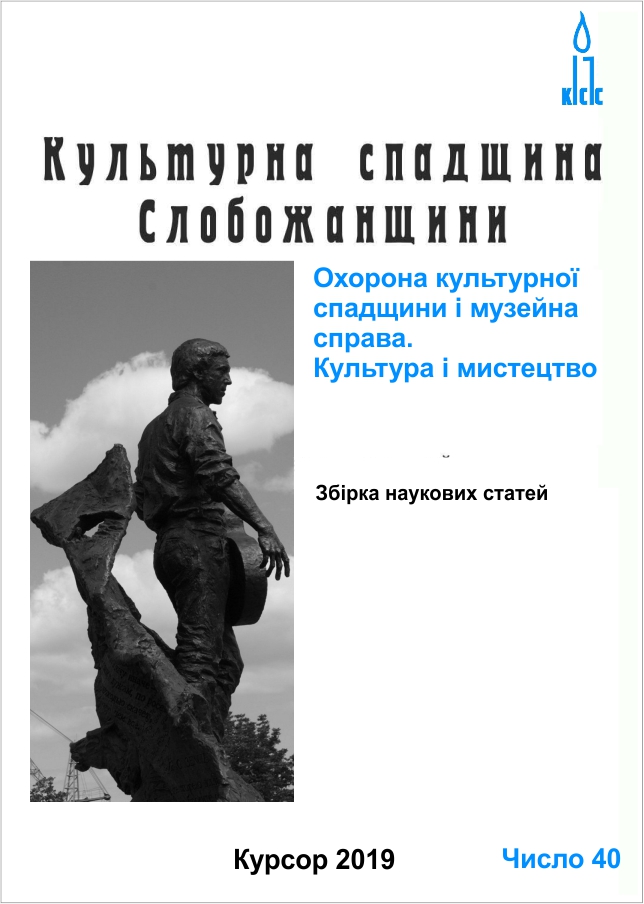 КСС
Культурна спадщина
Слобожанщини
Охорона культурної
спадщини і музейна
справа.
Культура і мистецтво
Збірка наукових статей
Курсор 2019
Число 40